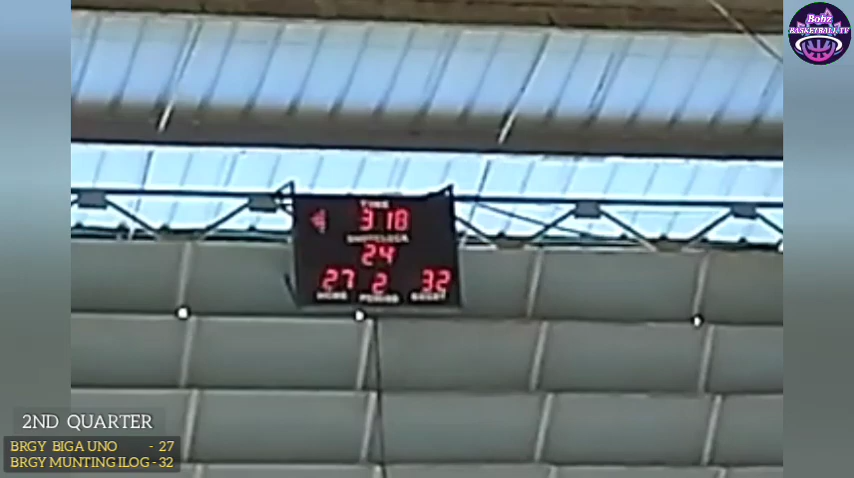 Bobz
BASKETBALL TV
TIME
3 18
SHOTCLOCK
24
27 2 32
HOME PERIOD GUEST
2ND QUARTER
BRGY BIGA UNO - 27
BRGY MUNTING ILOG - 32